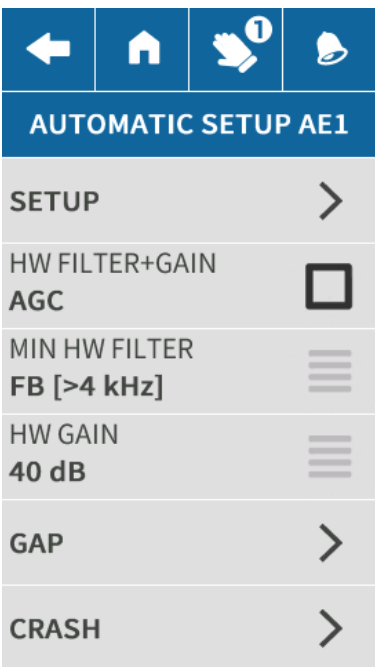 1
AUTOMATIC SETUP AE1
SETUP
HW FILTER+GAIN
AGC
MIN HW FILTER
FB [>4 kHz]
HW GAIN
40 dB
GAP
CRASH